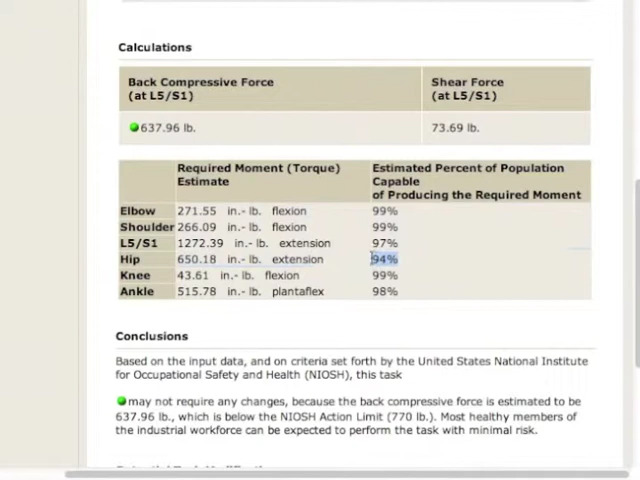 Calculations
Back Compressive Force
(at L5/S1)
Shear Force
(at L5/S1)
637.96 lb.
73.69 lb.
Required Moment (Torque)
Estimate
Estimated Percent of Population
Capable
of Producing the Required Moment
Elbow 271.55 in.- lb. flexion 99%
Shoulder 266.09 in.- lb. flexion 99%
L5/S1 1272.39 in.- lb. extension 97%
Hip 650.18 in.- lb. extension 94%
Knee 43.61 in.- lb. flexion 99%
Ankle 515.78 in.- lb. plantaflex 98%
Conclusions
Based on the input data, and on criteria set forth by the United States National Institute
for Occupational Safety and Health (NIOSH), this task
may not require any changes, because the back compressive force is estimated to be
637.96 lb., which is below the NIOSH Action Limit (770 lb.). Most healthy members of
the industrial workforce can be expected to perform the task with minimal risk.